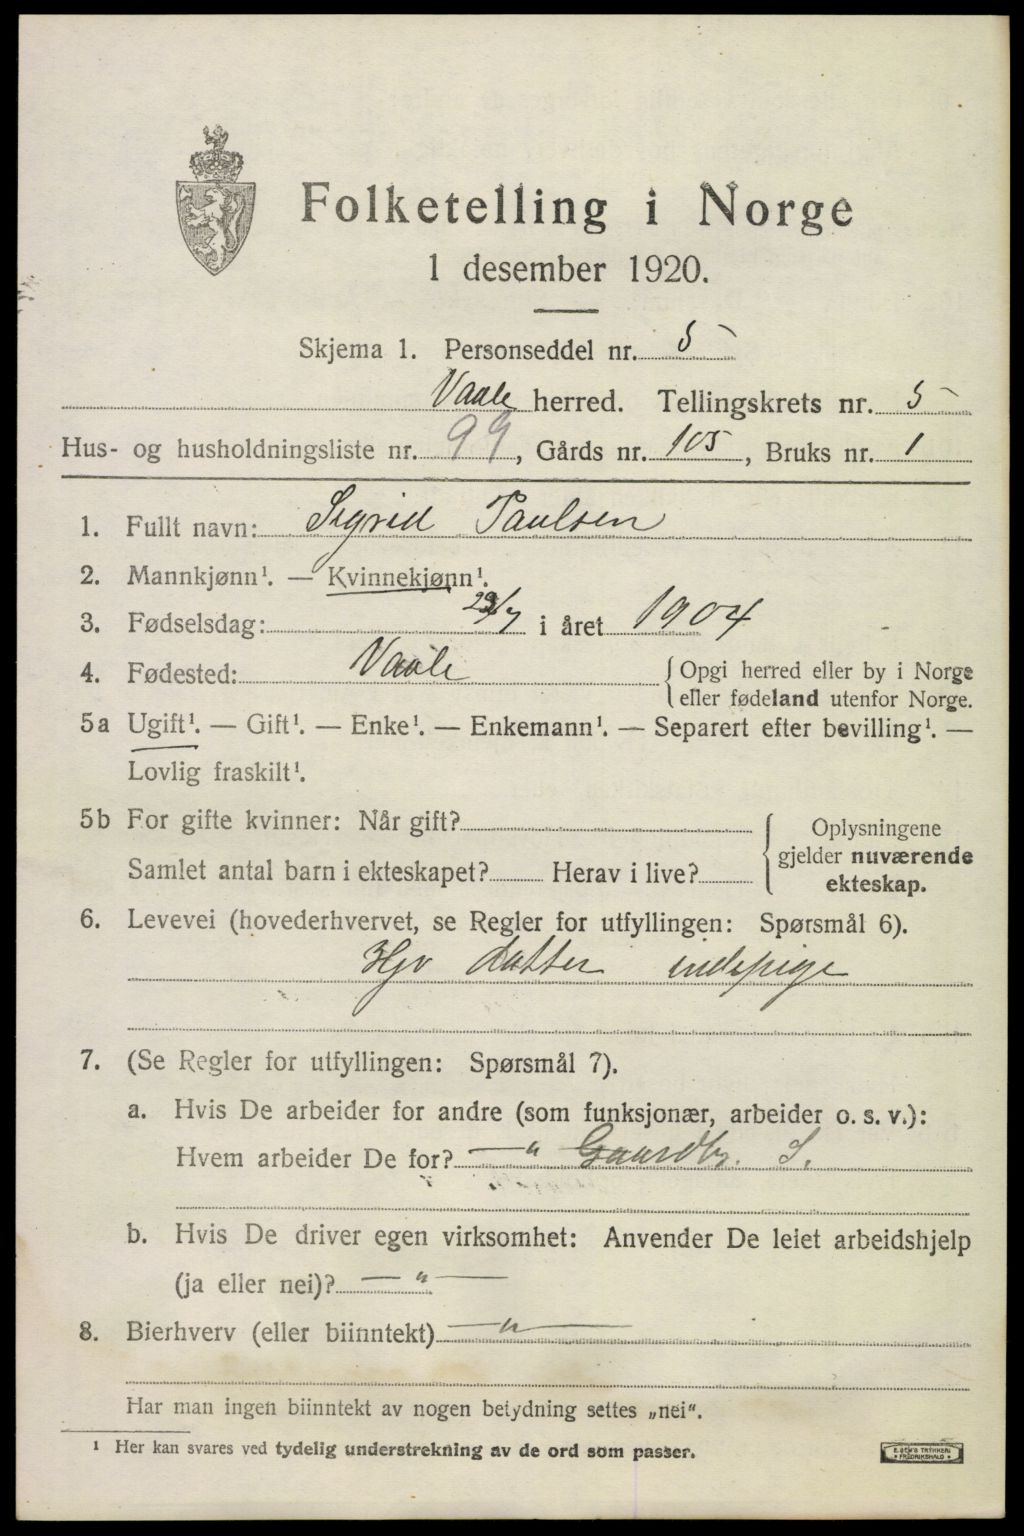 Folketelling i Norge
1 desember 1920.
Skjema 1. Personseddel nr. 5
Vaale herred. Tellingskrets nr. 5
Hus- og husholdningsliste nr. 99, Gårds nr. 105, Bruks nr. 1
1. Fullt navn: Sigrid Paulsen
2. Mannkjønn¹. — Kvinnekjønn¹.
3. Fødselsdag: 29/7 i året 1904
4. Fødested: Vaale {Opgi herred eller by i Norge
eller fødeland utenfor Norge.
5a Ugift¹. — Gift¹. — Enke¹. — Enkemann¹. — Separert efter bevilling¹. —
Lovlig fraskilt¹.
5b For gifte kvinner: Når gift?
Samlet antal barn i ekteskapet? Herav i live?
Oplysningene
gjelder nuværende
ekteskap.
6. Levevei (hovederhvervet, se Regler for utfyllingen: Spørsmål 6).
Hjv datter indepige
7. (Se Regler for utfyllingen: Spørsmål 7).
a. Hvis De arbeider for andre (som funksjonær, arbeider o. s. v.):
Hvem arbeider De for? — " Gaardbr. S.
b. Hvis De driver egen virksomhet: Anvender De leiet arbeidshjelp
(ja eller nei)? — " —
8. Bierhverv (eller biinntekt) — " —
Har man ingen biinntekt av nogen betydning settes „nei“.
¹ Her kan svares ved tydelig understrekning av de ord som passer.
E. SEM'S TRYKKERI
FREDRIKSHALD